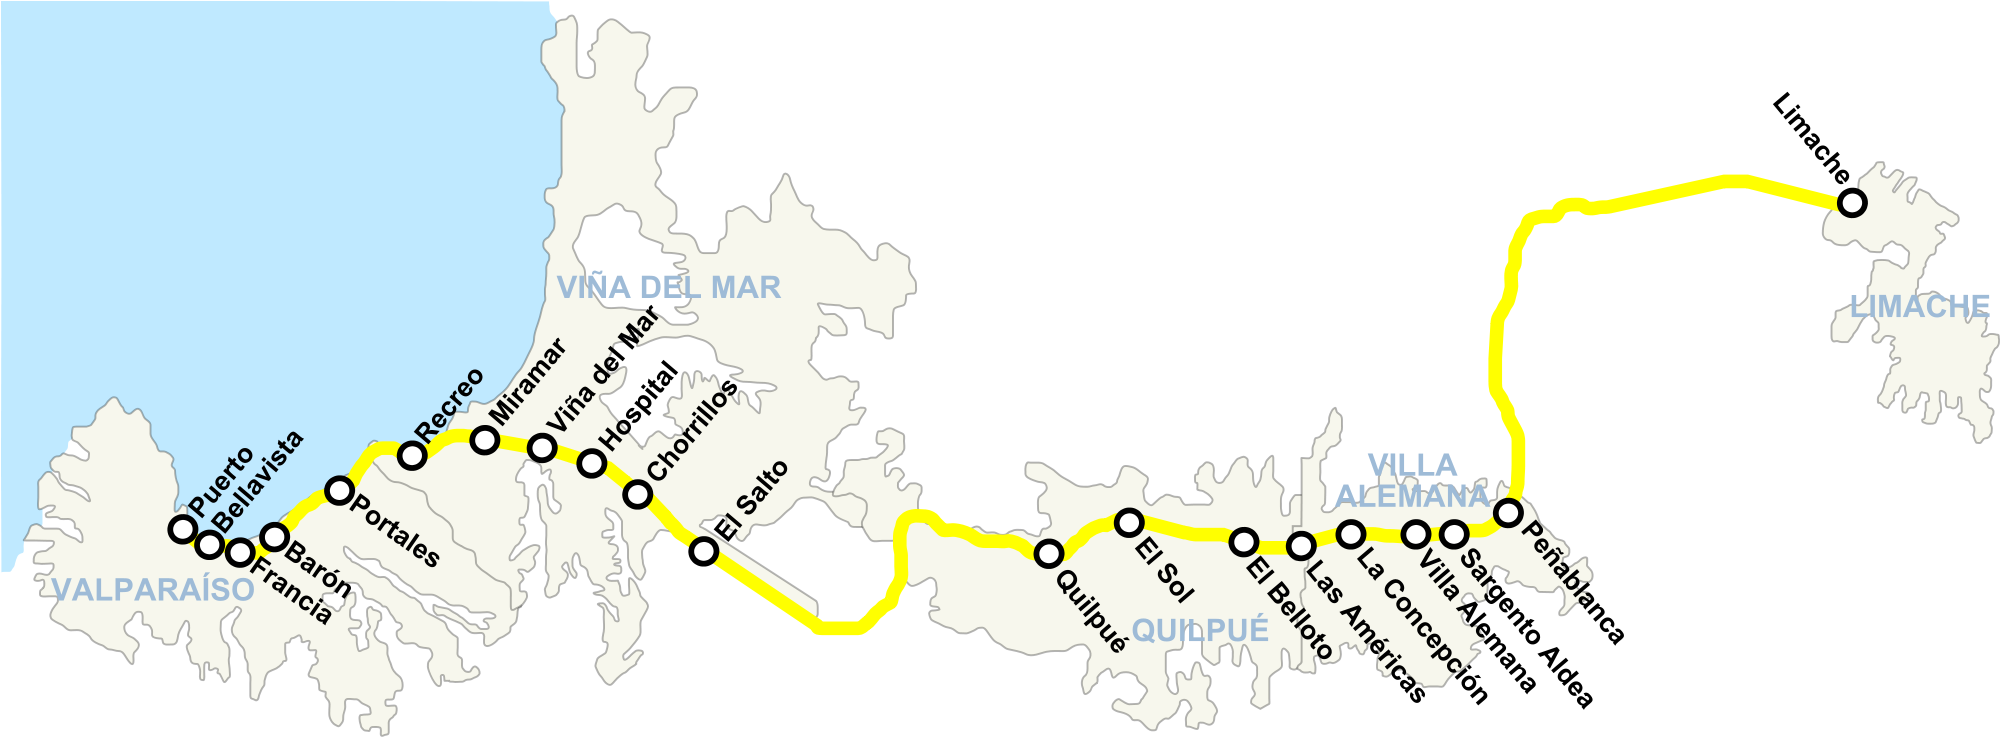 Puerto
Bellavista
Francia
Barón
Portales
Recreo
Miramar
Viña del Mar
Hospital
Chorrillos
El Salto
Quilpué
El Sol
El Belloto
Las Américas
La Concepción
Villa Alemana
Sargento Aldea
Peñablanca
Limache
VALPARAÍSO
VIÑA DEL MAR
QUILPUÉ
VILLA
ALEMANA
LIMACHE